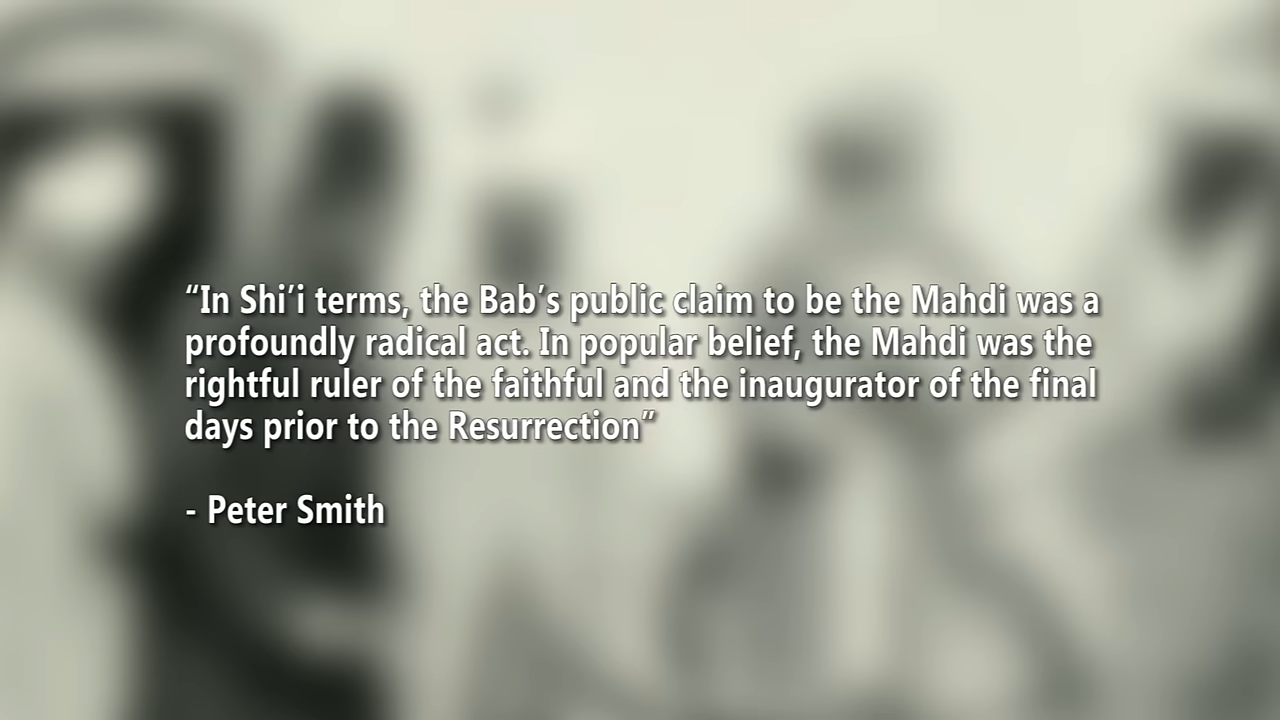 “In Shi’i terms, the Bab’s public claim to be the Mahdi was a
profoundly radical act. In popular belief, the Mahdi was the
rightful ruler of the faithful and the inaugurator of the final
days prior to the Resurrection”
- Peter Smith